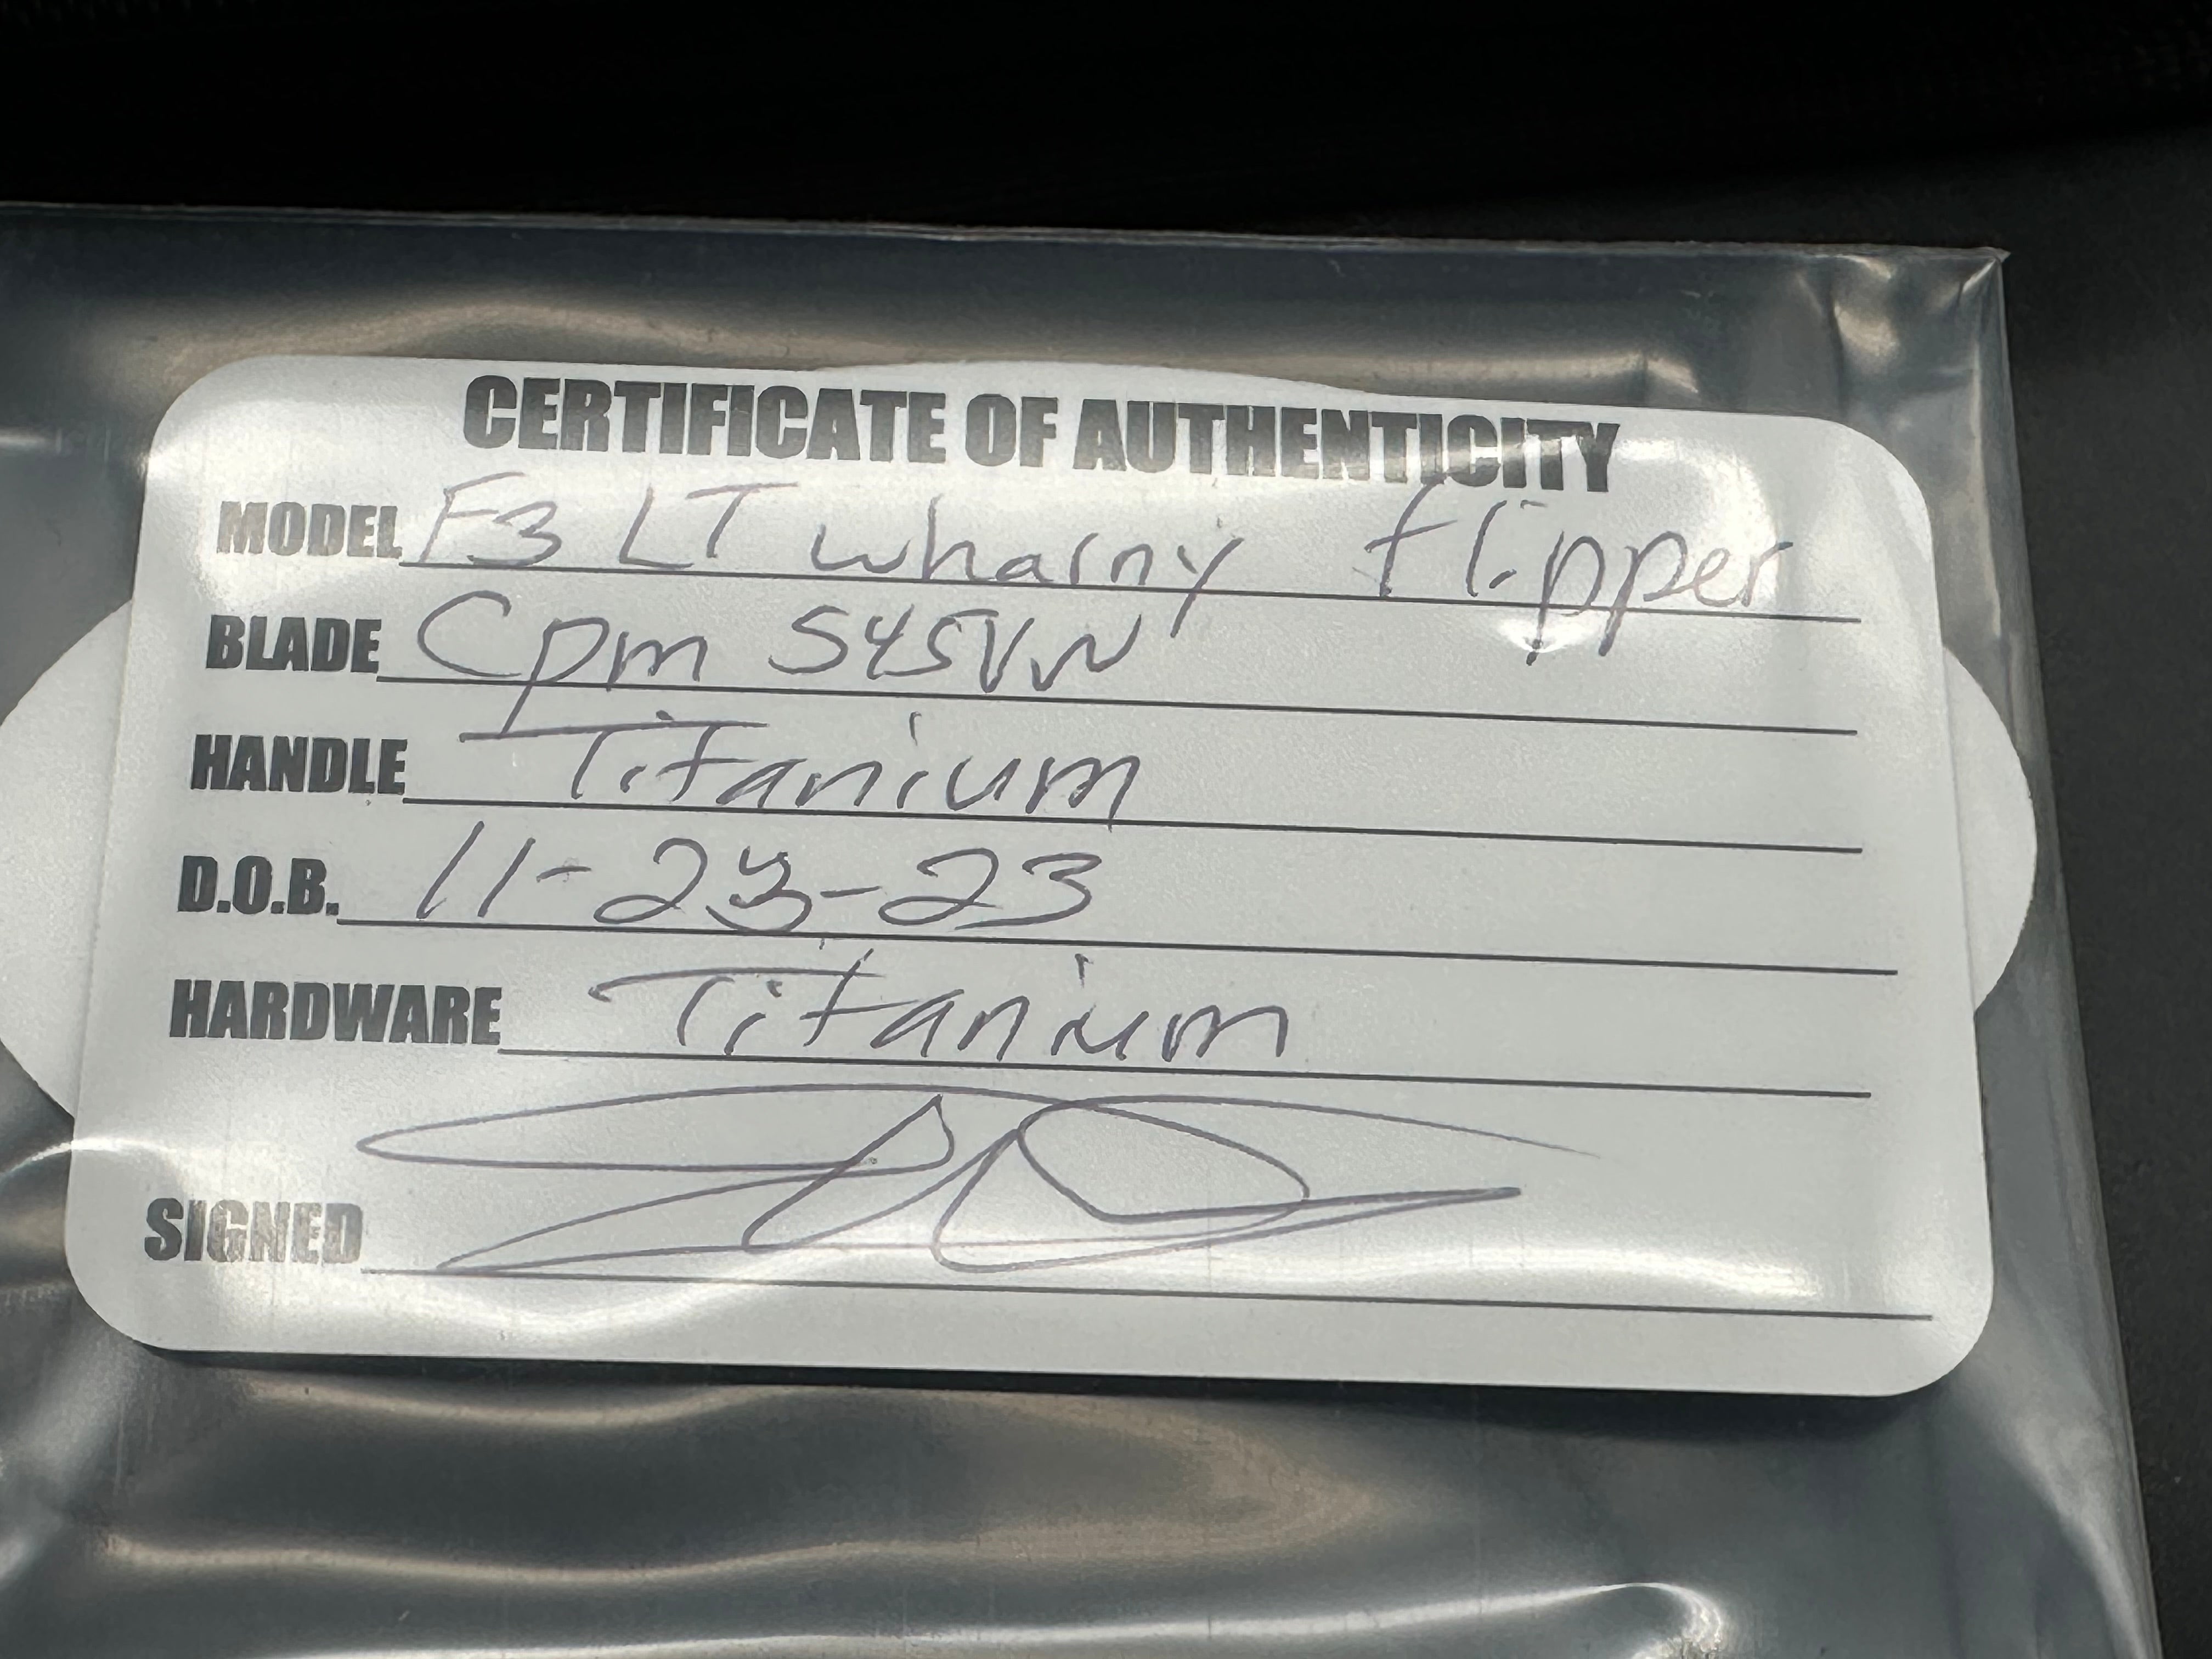 CERTIFICATE OF AUTHENTICITY
MODEL F3 LT wharny flipper
BLADE Cpm S45VN
HANDLE Titanium
D.O.B. 11-23-23
HARDWARE Titanium
SIGNED